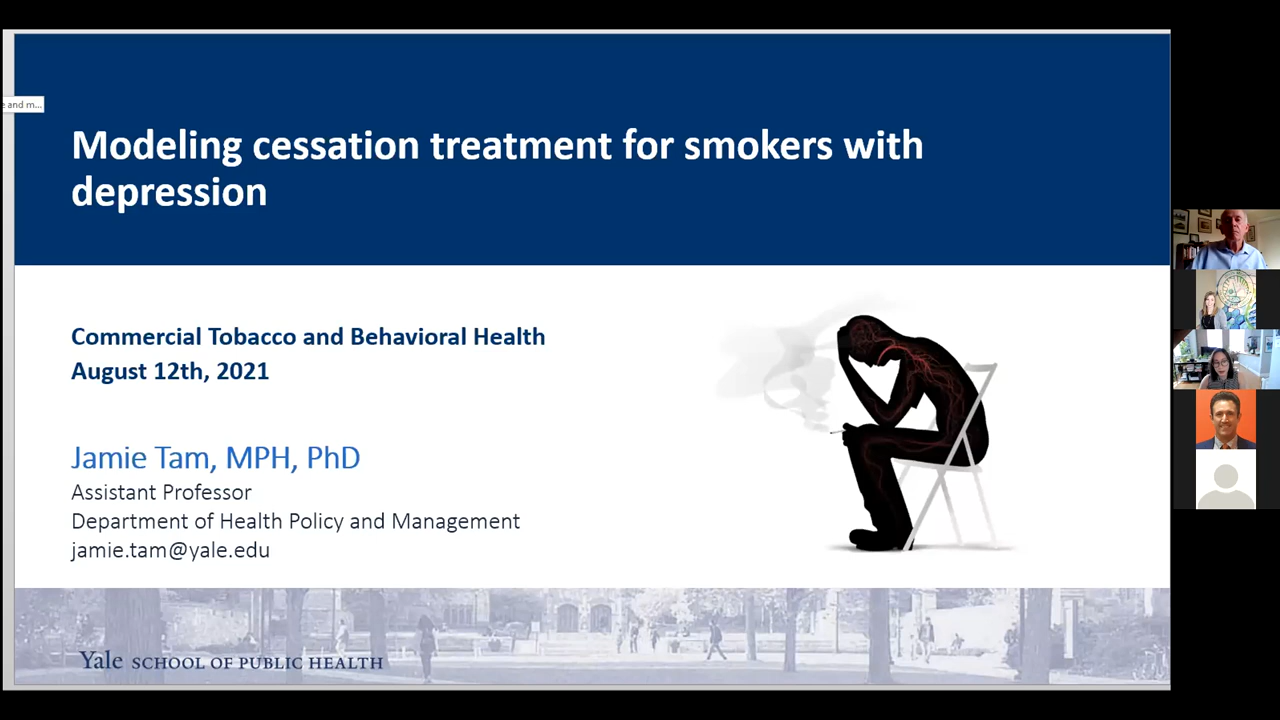 e and m...
Modeling cessation treatment for smokers with
depression
Commercial Tobacco and Behavioral Health
August 12th, 2021
Jamie Tam, MPH, PhD
Assistant Professor
Department of Health Policy and Management
jamie.tam@yale.edu
Yale SCHOOL OF PUBLIC HEALTH